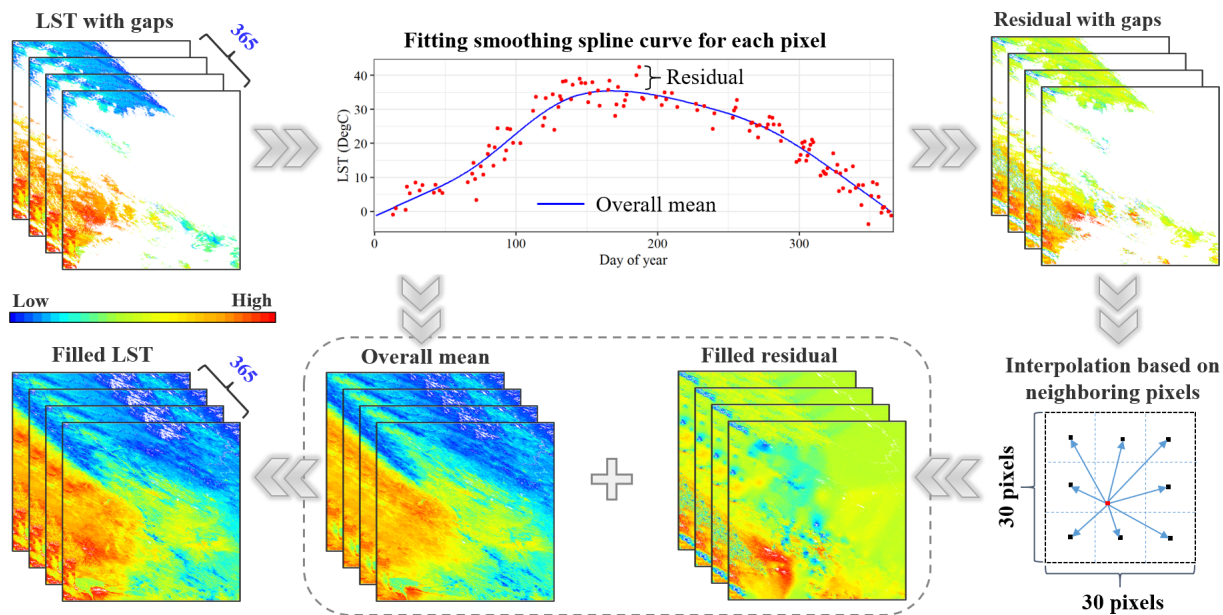 LST with gaps
365
Fitting smoothing spline curve for each pixel
Residual with gaps
40
30
20
10
0
LST (DegC)
Residual
Overall mean
0
100
200
300
Day of year
Low
High
Filled LST
365
Overall mean
Filled residual
Interpolation based on
neighboring pixels
30 pixels
30 pixels